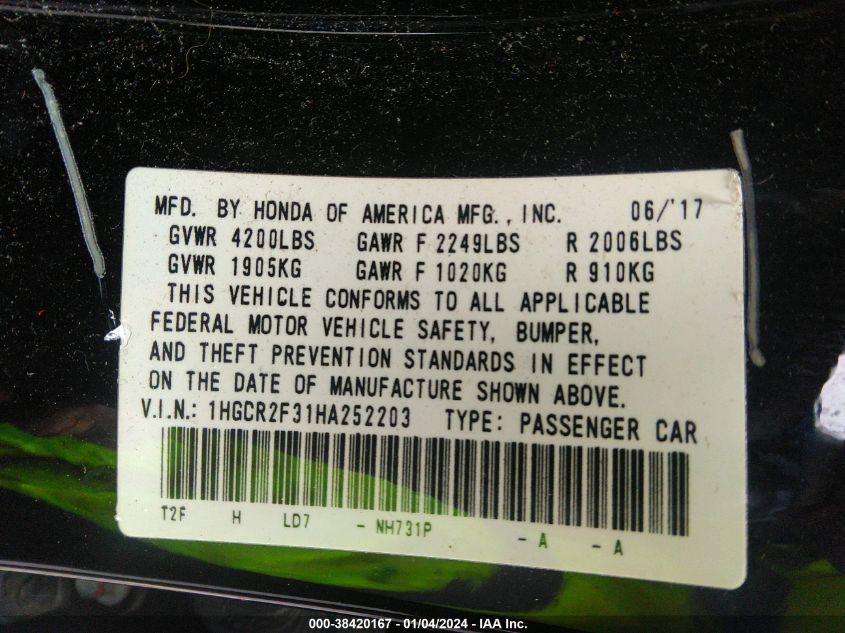 MFD. BY HONDA OF AMERICA MFG., INC. 06/'17
GVWR 4200LBS GAWR F 2249LBS R 2006LBS
GVWR 1905KG GAWR F 1020KG R 910KG
THIS VEHICLE CONFORMS TO ALL APPLICABLE
FEDERAL MOTOR VEHICLE SAFETY, BUMPER,
AND THEFT PREVENTION STANDARDS IN EFFECT
ON THE DATE OF MANUFACTURE SHOWN ABOVE.
V.I.N.: 1HGCR2F31HA252203 TYPE: PASSENGER CAR
T2F H LD7 - NH731P - A - A
000-38420167 - 01/04/2024 - IAA Inc.